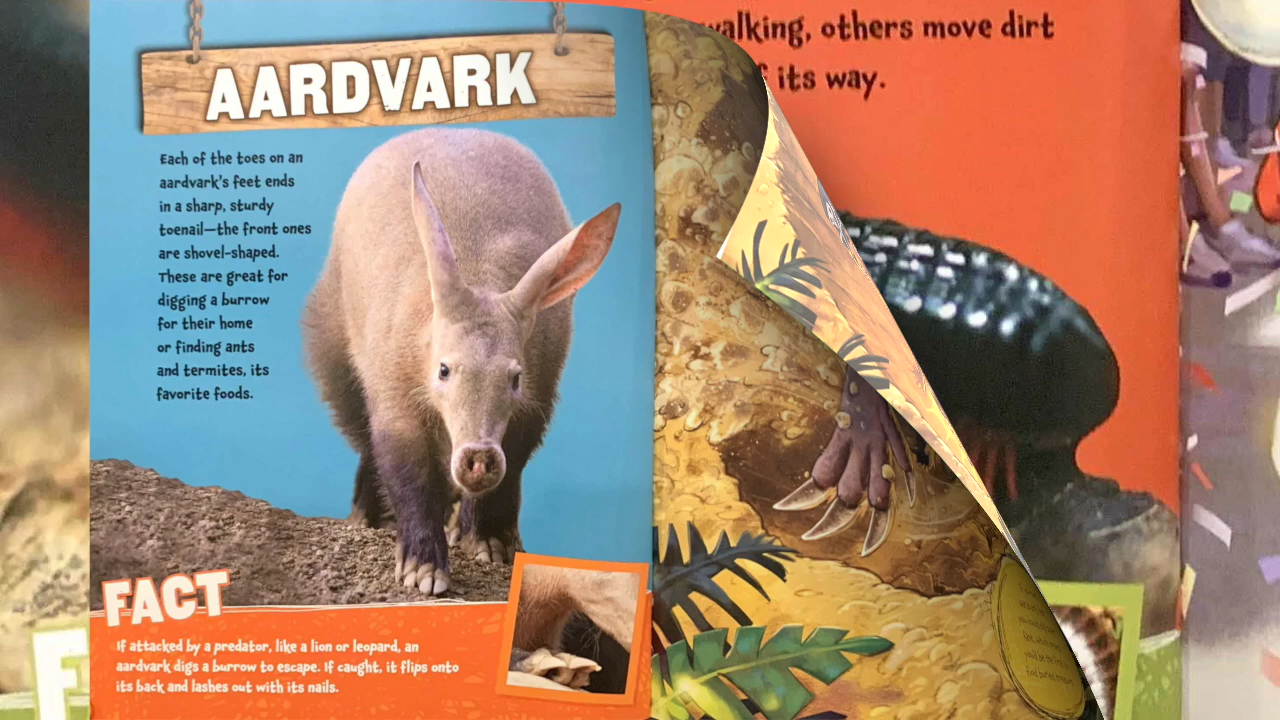 AARDVARK
Each of the toes on an
aardvark's feet ends
in a sharp, sturdy
toenail—the front ones
are shovel-shaped.
These are great for
digging a burrow
for their home
or finding ants
and termites, its
favorite foods.
FACT
If attacked by a predator, like a lion or leopard, an
aardvark digs a burrow to escape. If caught, it flips onto
its back and lashes out with its nails.
walking, others move dirt
its way.